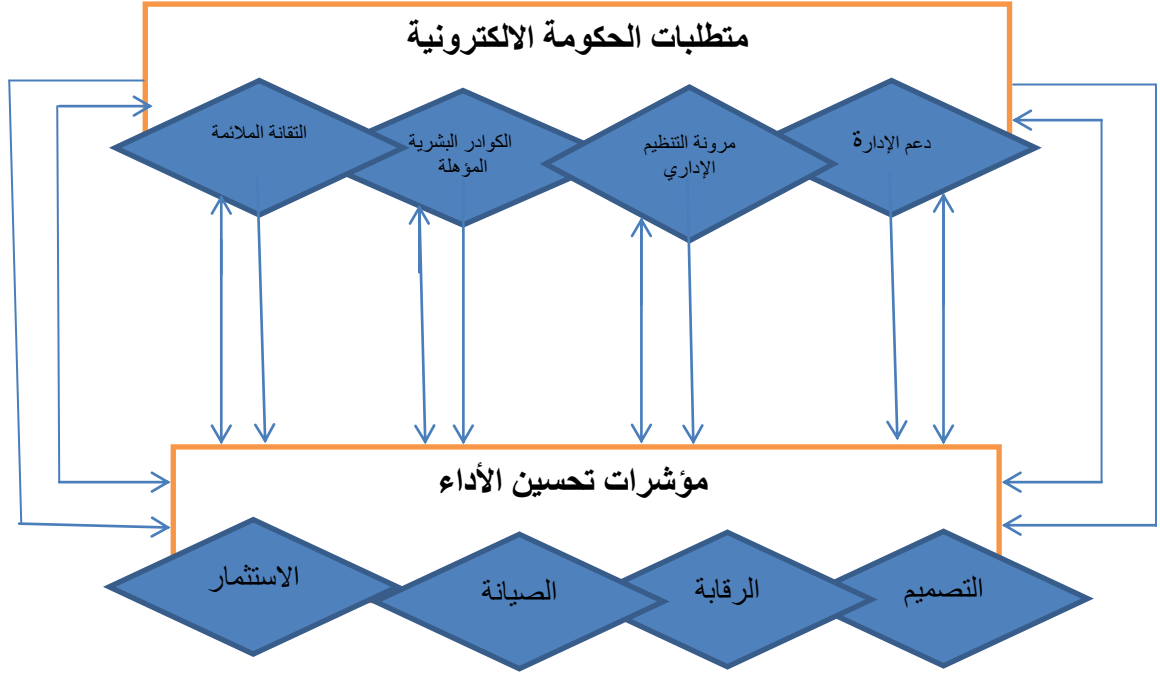 متطلبات الحكومة الالكترونية
دعم الإدارة
مرونة التنظيم
الإداري
الكوادر البشرية
المؤهلة
التقانة الملائمة
مؤشرات تحسين الأداء
التصميم
الرقابة
الصيانة
الاستثمار